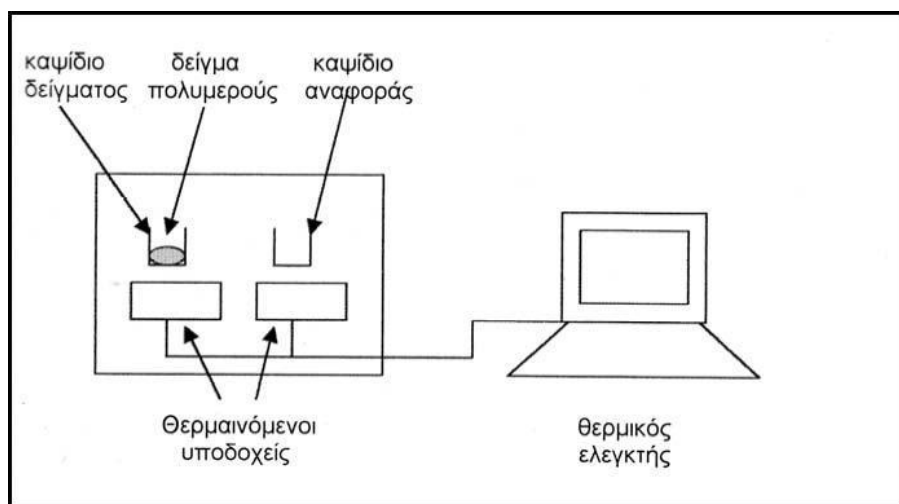 καψίδιο
δείγματος
δείγμα
πολυμερούς
καψίδιο
αναφοράς
Θερμαινόμενοι
υποδοχείς
θερμικός
ελεγκτής